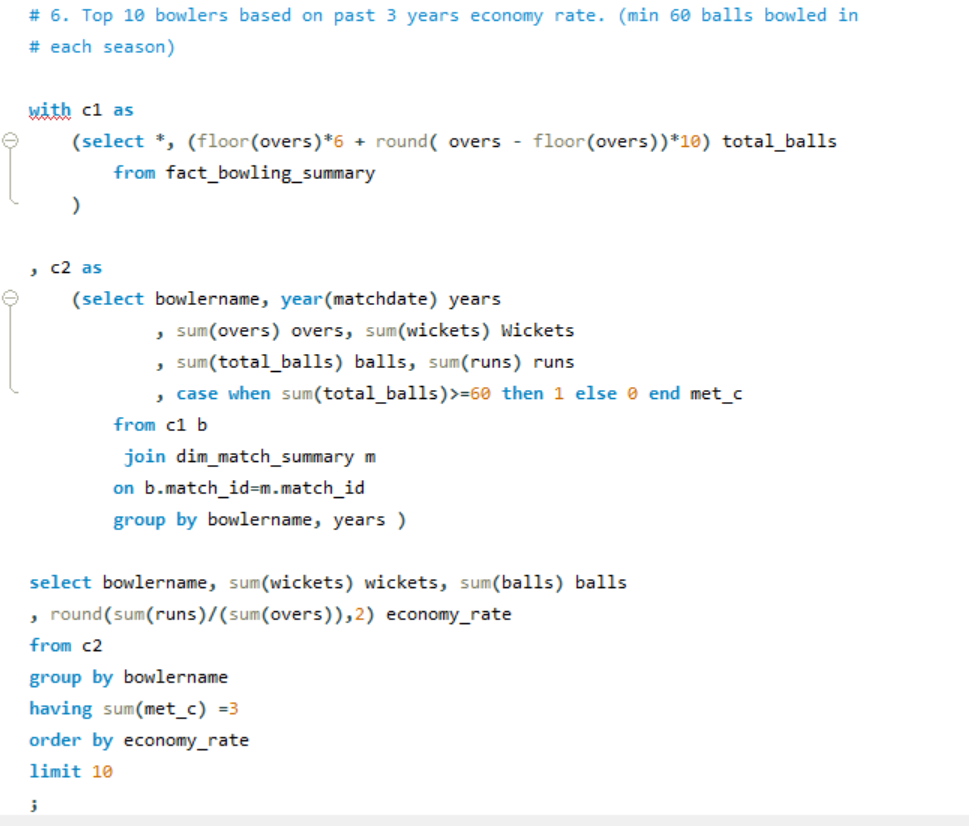 # 6. Top 10 bowlers based on past 3 years economy rate. (min 60 balls bowled in
# each season)
with c1 as
(select *, (floor(overs)*6 + round( overs - floor(overs))*10) total_balls
from fact_bowling_summary
)
, c2 as
(select bowlername, year(matchdate) years
, sum(overs) overs, sum(wickets) Wickets
, sum(total_balls) balls, sum(runs) runs
, case when sum(total_balls)>=60 then 1 else 0 end met_c
from c1 b
join dim_match_summary m
on b.match_id=m.match_id
group by bowlername, years )
select bowlername, sum(wickets) wickets, sum(balls) balls
, round(sum(runs)/(sum(overs)),2) economy_rate
from c2
group by bowlername
having sum(met_c) =3
order by economy_rate
limit 10
;